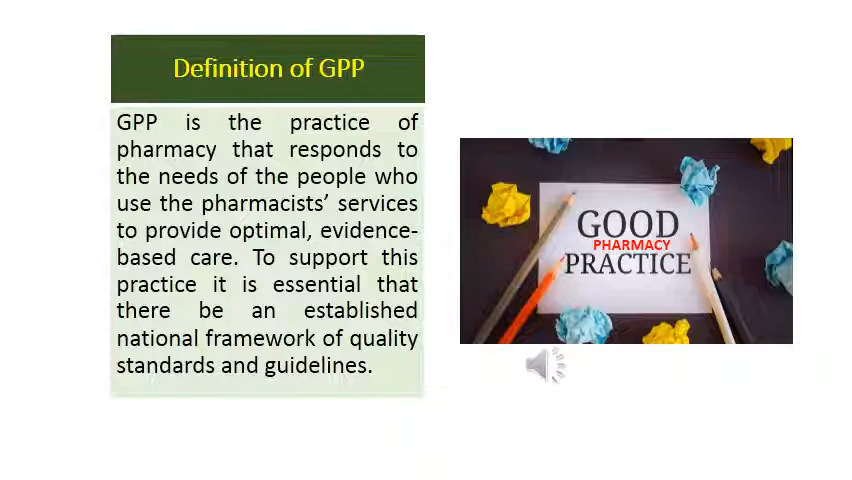 Definition of GPP
GPP is the practice of
pharmacy that responds to
the needs of the people who
use the pharmacists’ services
to provide optimal, evidence-
based care. To support this
practice it is essential that
there be an established
national framework of quality
standards and guidelines.
GOOD
PHARMACY
PRACTICE